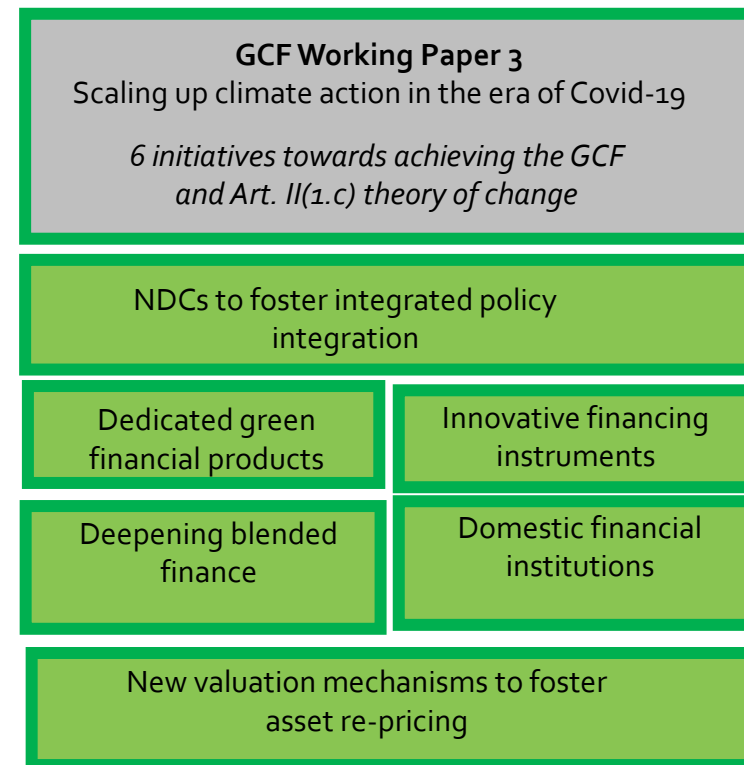 GCF Working Paper 3
Scaling up climate action in the era of Covid-19
6 initiatives towards achieving the GCF
and Art. II(1.c) theory of change
NDCs to foster integrated policy
integration
Dedicated green
financial products
Innovative financing
instruments
Deepening blended
finance
Domestic financial
institutions
New valuation mechanisms to foster
asset re-pricing